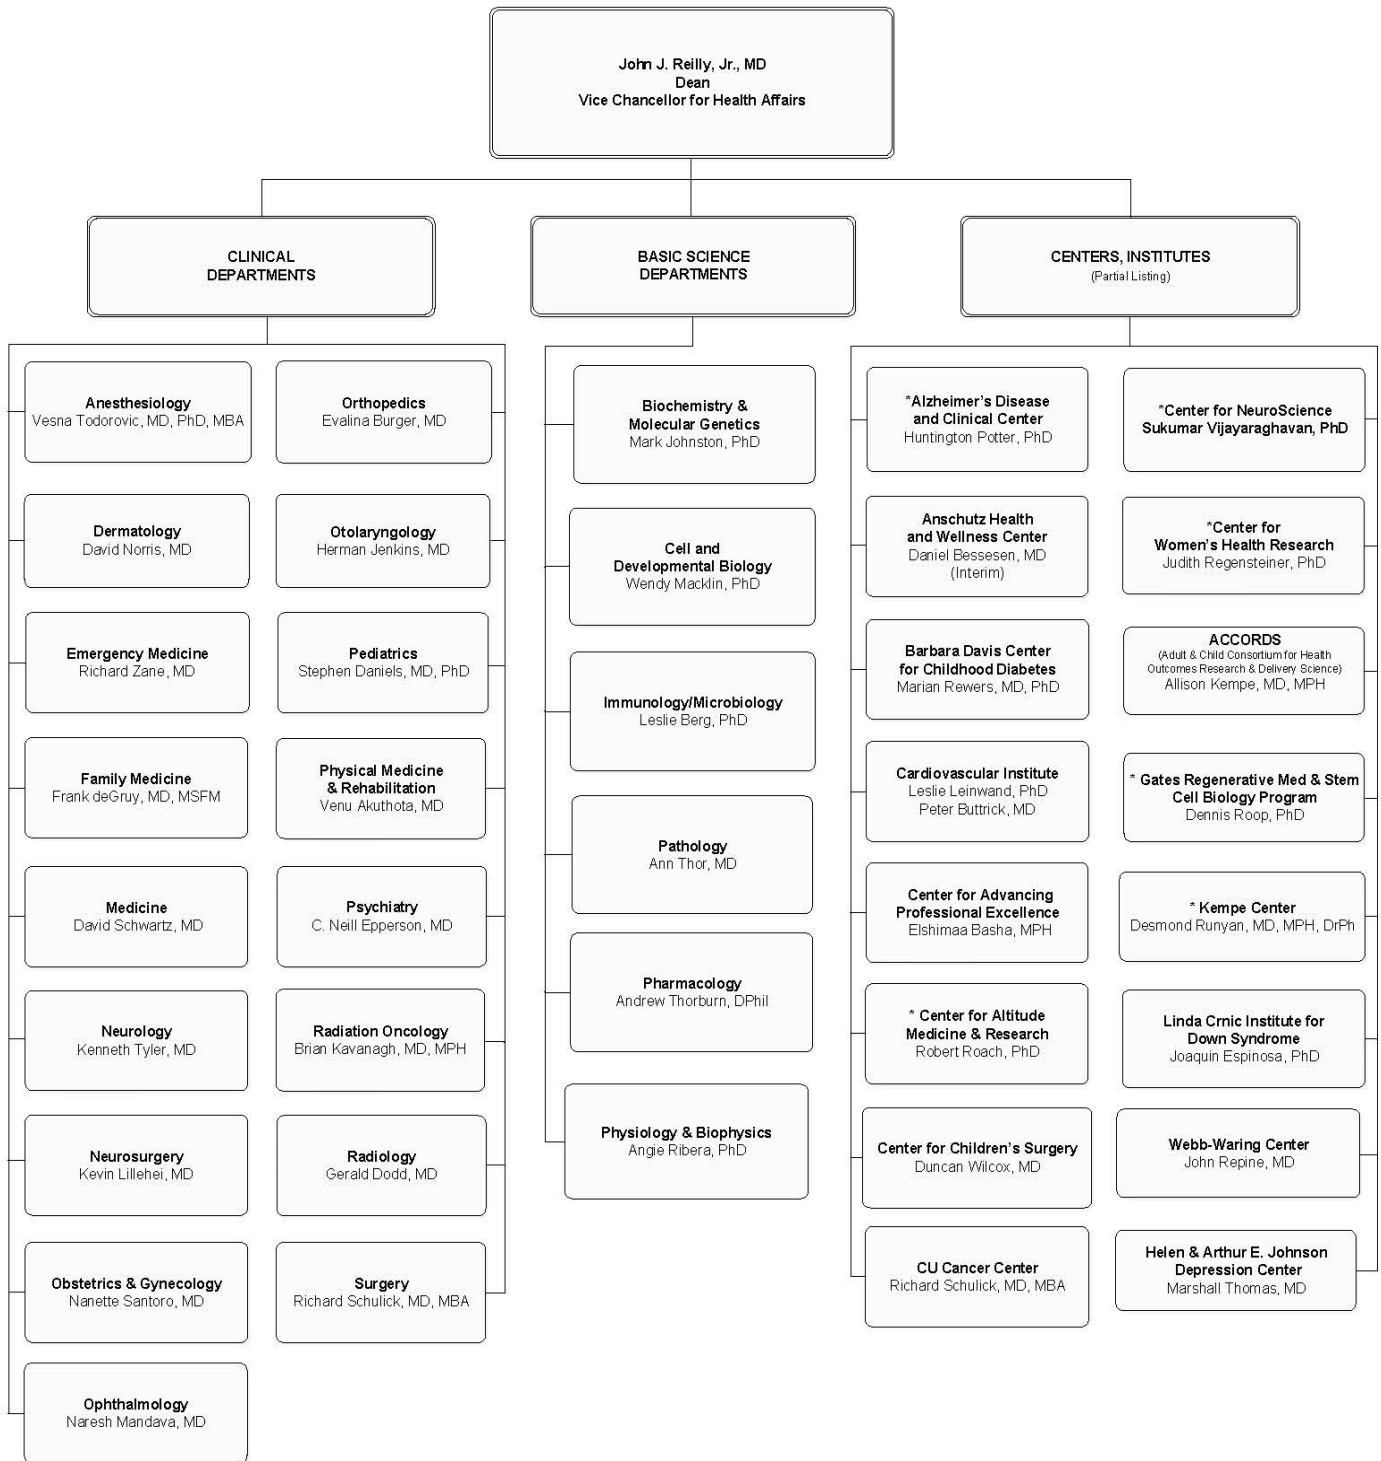 John J. Reilly, Jr., MD
Dean
Vice Chancellor for Health Affairs
CLINICAL
DEPARTMENTS
Anesthesiology
Vesna Todorovic, MD, PhD, MBA
Dermatology
David Norris, MD
Emergency Medicine
Richard Zane, MD
Family Medicine
Frank deGruy, MD, MSFM
Medicine
David Schwartz, MD
Neurology
Kenneth Tyler, MD
Neurosurgery
Kevin Lillehei, MD
Obstetrics & Gynecology
Nanette Santoro, MD
Ophthalmology
Naresh Mandava, MD
Orthopedics
Evalina Burger, MD
Otolaryngology
Herman Jenkins, MD
Pediatrics
Stephen Daniels, MD, PhD
Physical Medicine
& Rehabilitation
Venu Akuthota, MD
Psychiatry
C. Neill Epperson, MD
Radiation Oncology
Brian Kavanagh, MD, MPH
Radiology
Gerald Dodd, MD
Surgery
Richard Schulick, MD, MBA
BASIC SCIENCE
DEPARTMENTS
Biochemistry &
Molecular Genetics
Mark Johnston, PhD
Cell and
Developmental Biology
Wendy Macklin, PhD
Immunology/Microbiology
Leslie Berg, PhD
Pathology
Ann Thor, MD
Pharmacology
Andrew Thorburn, DPhil
Physiology & Biophysics
Angie Ribera, PhD
CENTERS, INSTITUTES
(Partial Listing)
*Alzheimer's Disease
and Clinical Center
Huntington Potter, PhD
Anschutz Health
and Wellness Center
Daniel Bessesen, MD
(Interim)
Barbara Davis Center
for Childhood Diabetes
Marian Rewers, MD, PhD
Cardiovascular Institute
Leslie Leinwand, PhD
Peter Buttrick, MD
Center for Advancing
Professional Excellence
Elshimaa Basha, MPH
* Center for Altitude
Medicine & Research
Robert Roach, PhD
Center for Children's Surgery
Duncan Wilcox, MD
CU Cancer Center
Richard Schulick, MD, MBA
*Center for NeuroScience
Sukumar Vijayaraghavan, PhD
*Center for
Women's Health Research
Judith Regensteiner, PhD
ACCORDS
(Adult & Child Consortium for Health
Outcomes Research & Delivery Science)
Allison Kempe, MD, MPH
* Gates Regenerative Med & Stem
Cell Biology Program
Dennis Roop, PhD
* Kempe Center
Desmond Runyan, MD, MPH, DrPh
Linda Crnic Institute for
Down Syndrome
Joaquin Espinosa, PhD
Webb-Waring Center
John Repine, MD
Helen & Arthur E. Johnson
Depression Center
Marshall Thomas, MD